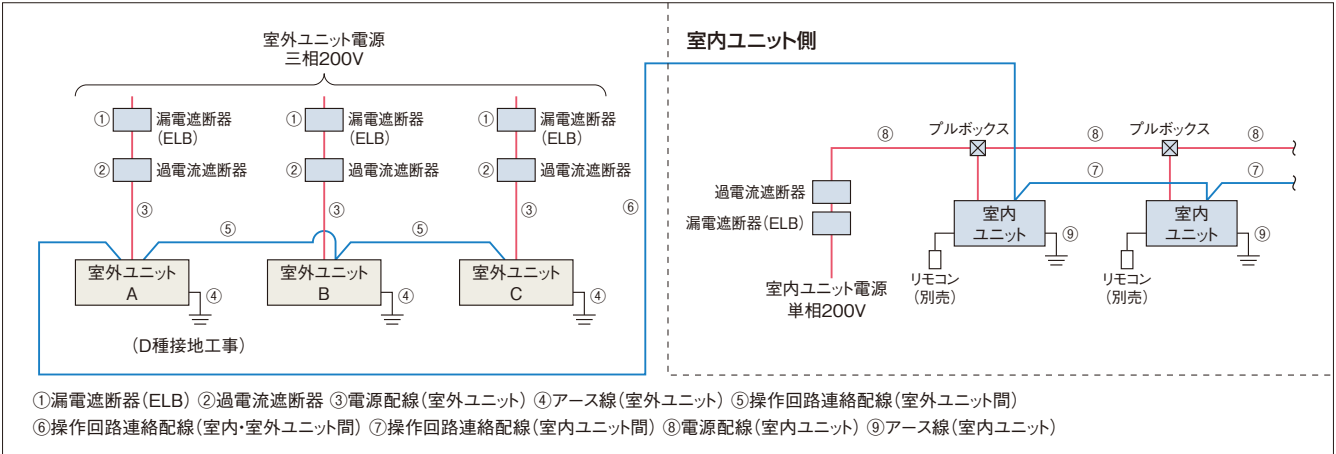 室外ユニット電源
三相200V
① 漏電遮断器
(ELB)
① 漏電遮断器
(ELB)
① 漏電遮断器
(ELB)
② 過電流遮断器
② 過電流遮断器
② 過電流遮断器
③
③
③
⑤
⑤
⑥
室外ユニット
A
④
室外ユニット
B
④
室外ユニット
C
④
(D種接地工事)
室内ユニット側
⑧
プルボックス
⑧
プルボックス
⑧
⑦
⑦
過電流遮断器
漏電遮断器(ELB)
室内ユニット電源
単相200V
室内
ユニット
⑨
リモコン
(別売)
室内
ユニット
⑨
リモコン
(別売)
①漏電遮断器(ELB) ②過電流遮断器 ③電源配線(室外ユニット) ④アース線(室外ユニット) ⑤操作回路連絡配線(室外ユニット間)
⑥操作回路連絡配線(室内・室外ユニット間) ⑦操作回路連絡配線(室内ユニット間) ⑧電源配線(室内ユニット) ⑨アース線(室内ユニット)